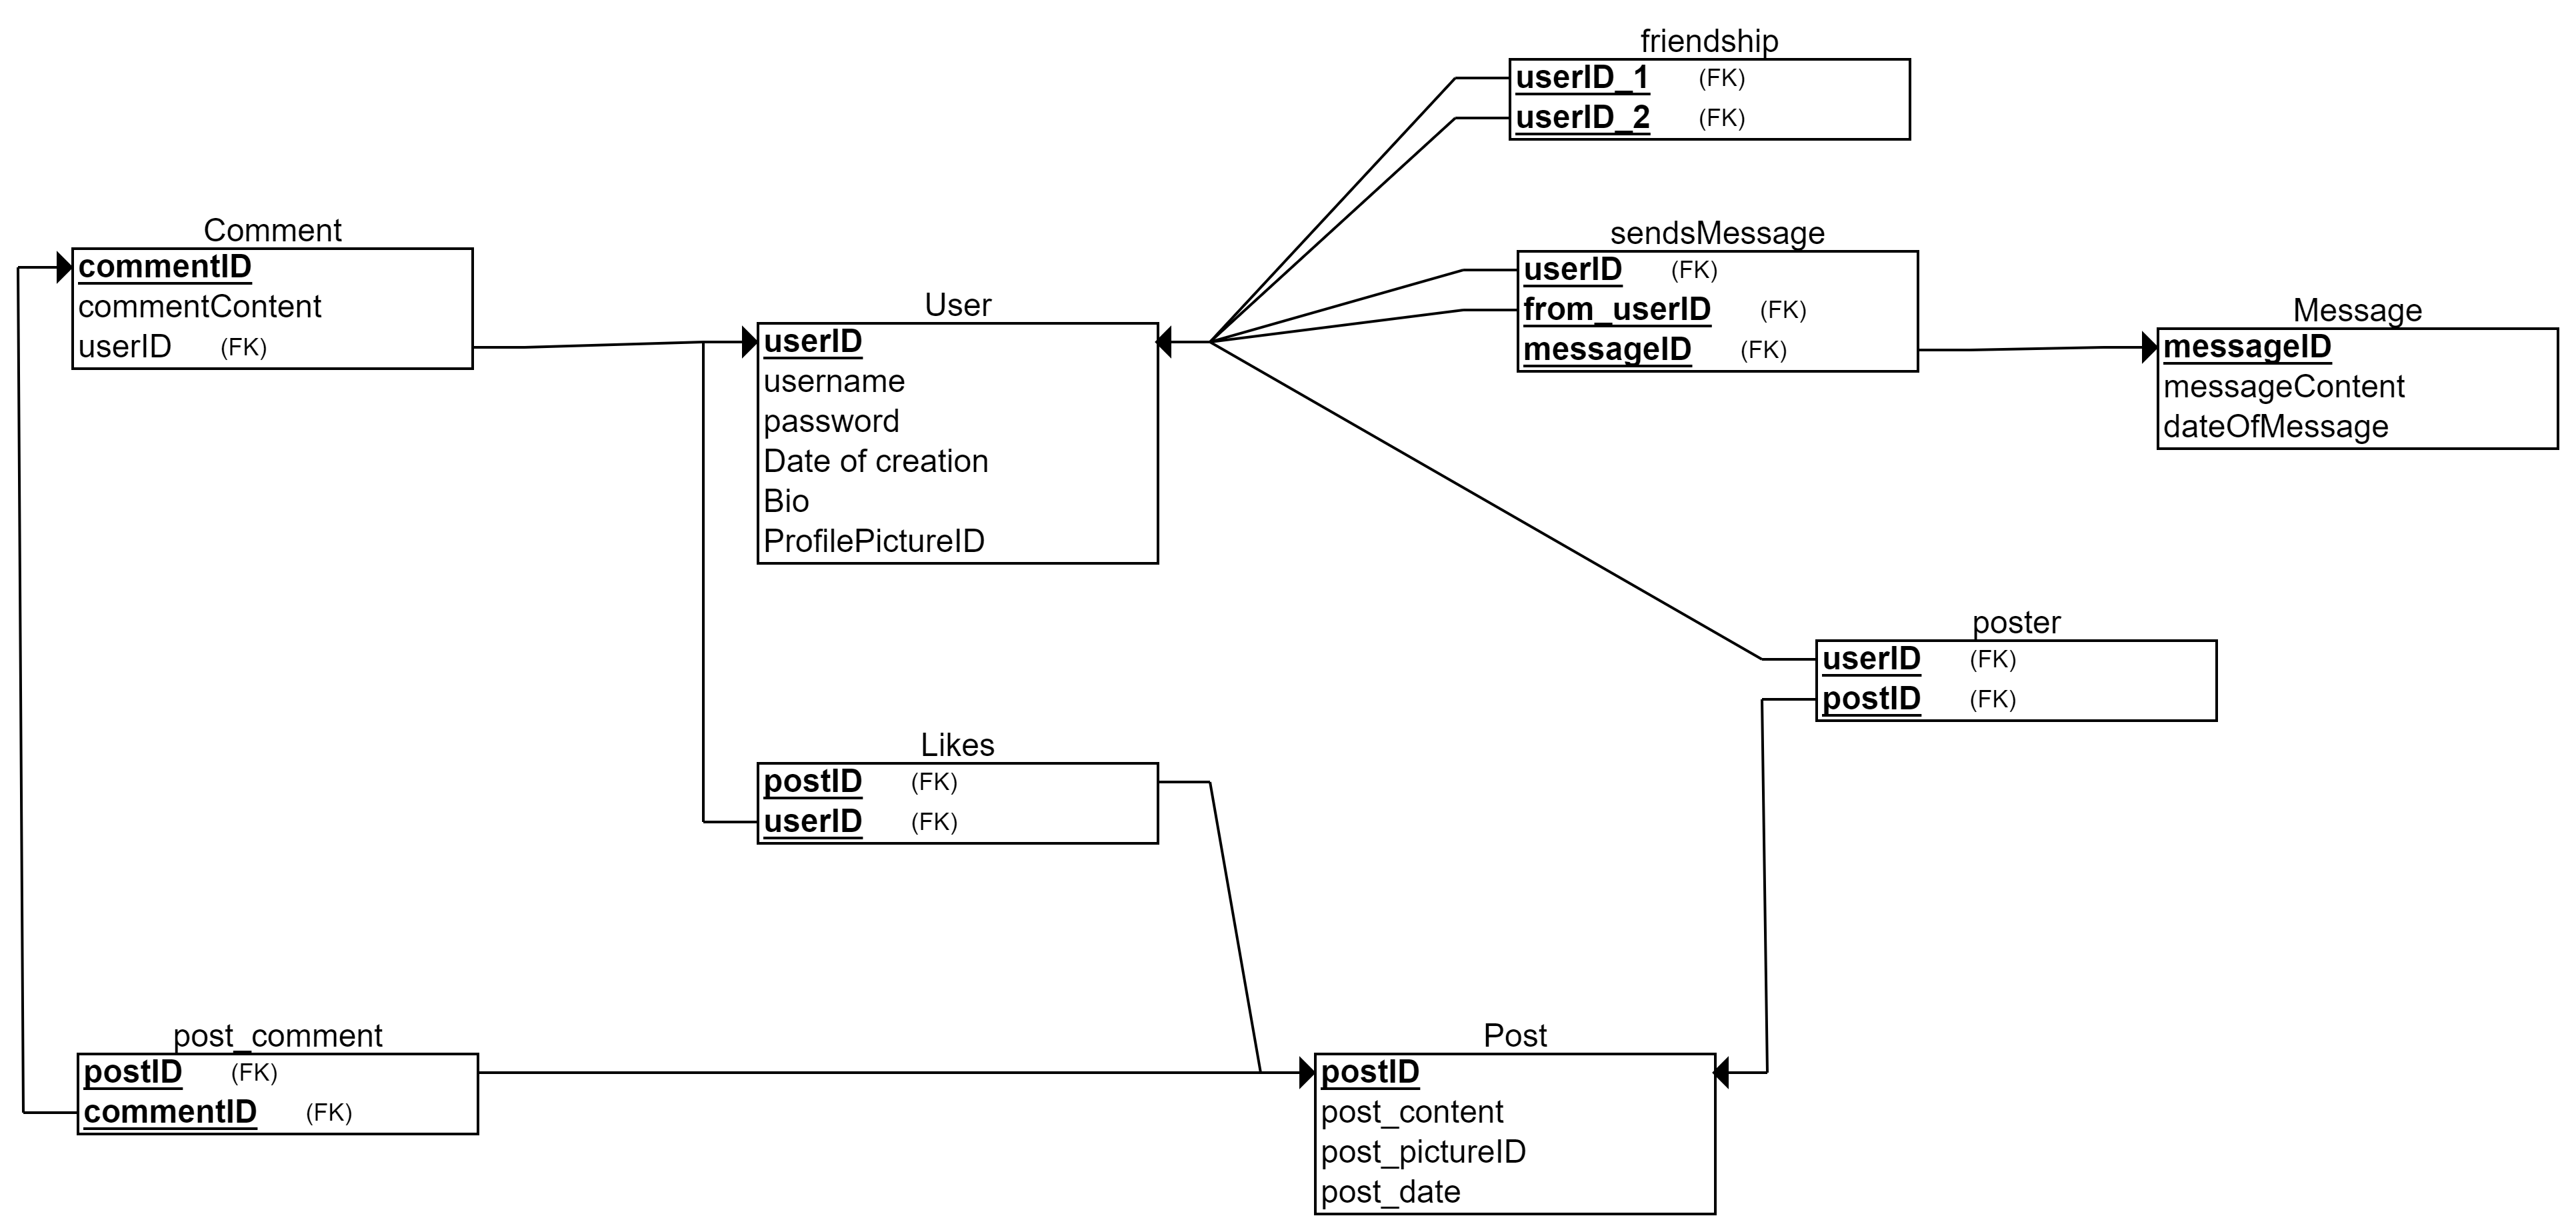 friendship
userID_1 (FK)
userID_2 (FK)
Comment
commentID
commentContent
userID (FK)
User
userID
username
password
Date of creation
Bio
ProfilePictureID
sendsMessage
userID (FK)
from_userID (FK)
messageID (FK)
Message
messageID
messageContent
dateOfMessage
poster
userID (FK)
postID (FK)
Likes
postID (FK)
userID (FK)
post_comment
postID (FK)
commentID (FK)
Post
postID
post_content
post_pictureID
post_date